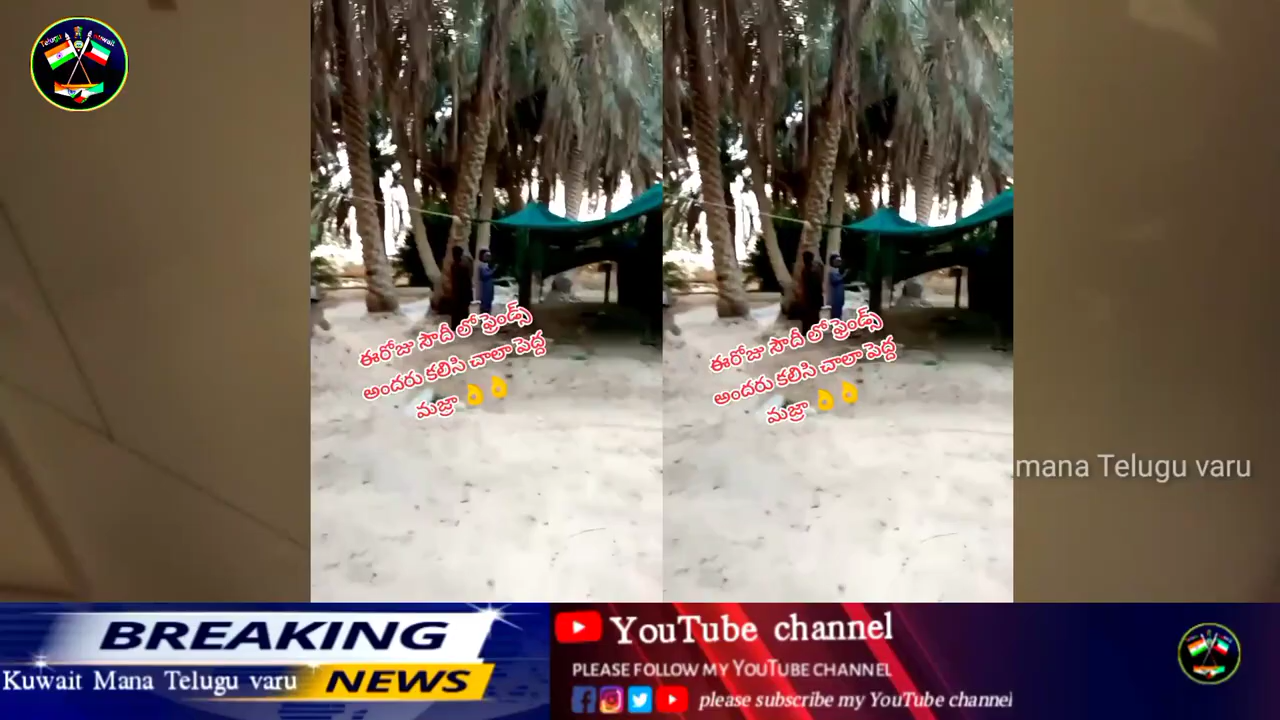 Telugu
ఈరోజు సౌదీ లో ఫ్రెండ్స్
అందరు కలిసి చాలా పెద్ద
మజ్రా 👌👌
ఈరోజు సౌదీ లో ఫ్రెండ్స్
అందరు కలిసి చాలా పెద్ద
మజ్రా 👌👌
mana Telugu varu
BREAKING
Kuwait Mana Telugu varu
NEWS
YouTube channel
PLEASE FOLLOW MY YOUTUBE CHANNEL
please subscribe my YouTube channel